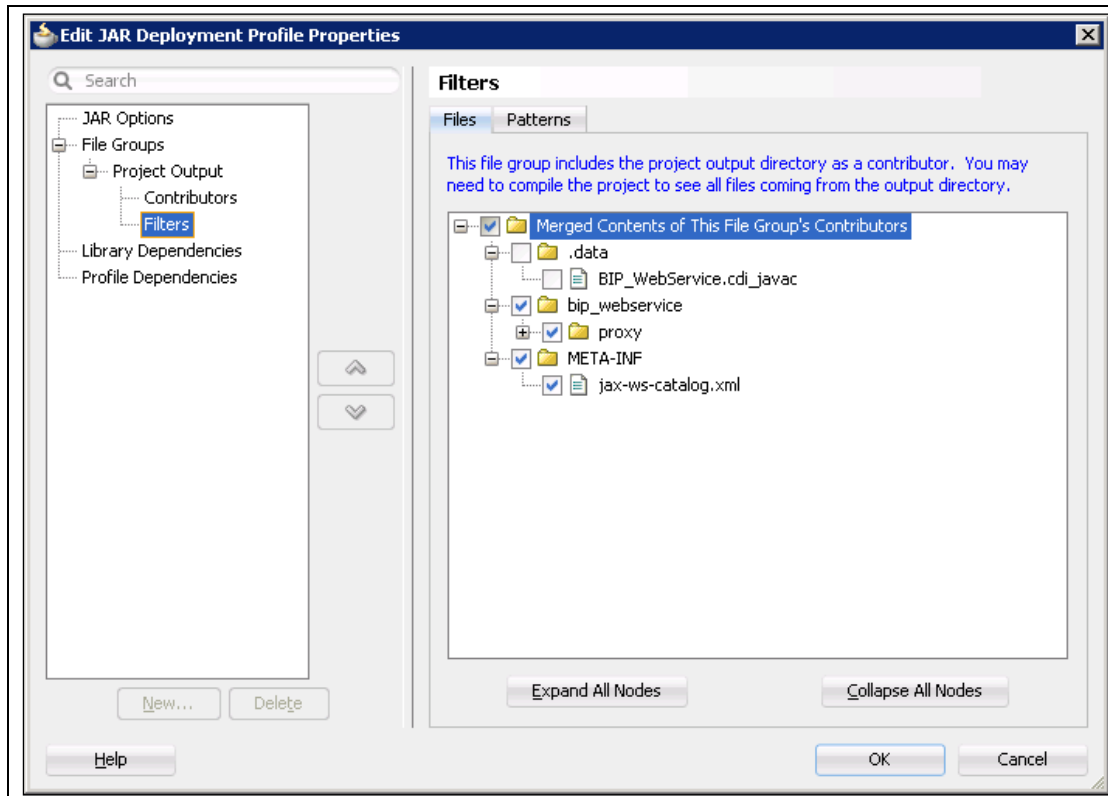 Edit JAR Deployment Profile Properties
Search
JAR Options
File Groups
Project Output
Contributors
Filters
Library Dependencies
Profile Dependencies
New...
Delete
Filters
Files
Patterns
This file group includes the project output directory as a contributor. You may
need to compile the project to see all files coming from the output directory.
Merged Contents of This File Group's Contributors
.data
BIP_WebService.cdi_javac
bip_webservice
proxy
META-INF
jax-ws-catalog.xml
Expand All Nodes
Collapse All Nodes
Help
OK
Cancel